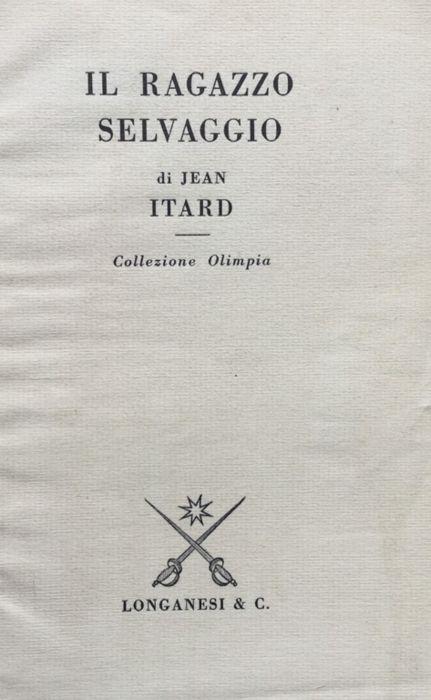 IL RAGAZZO
SELVAGGIO
di JEAN
ITARD
Collezione Olimpia
LONGANESI & C.